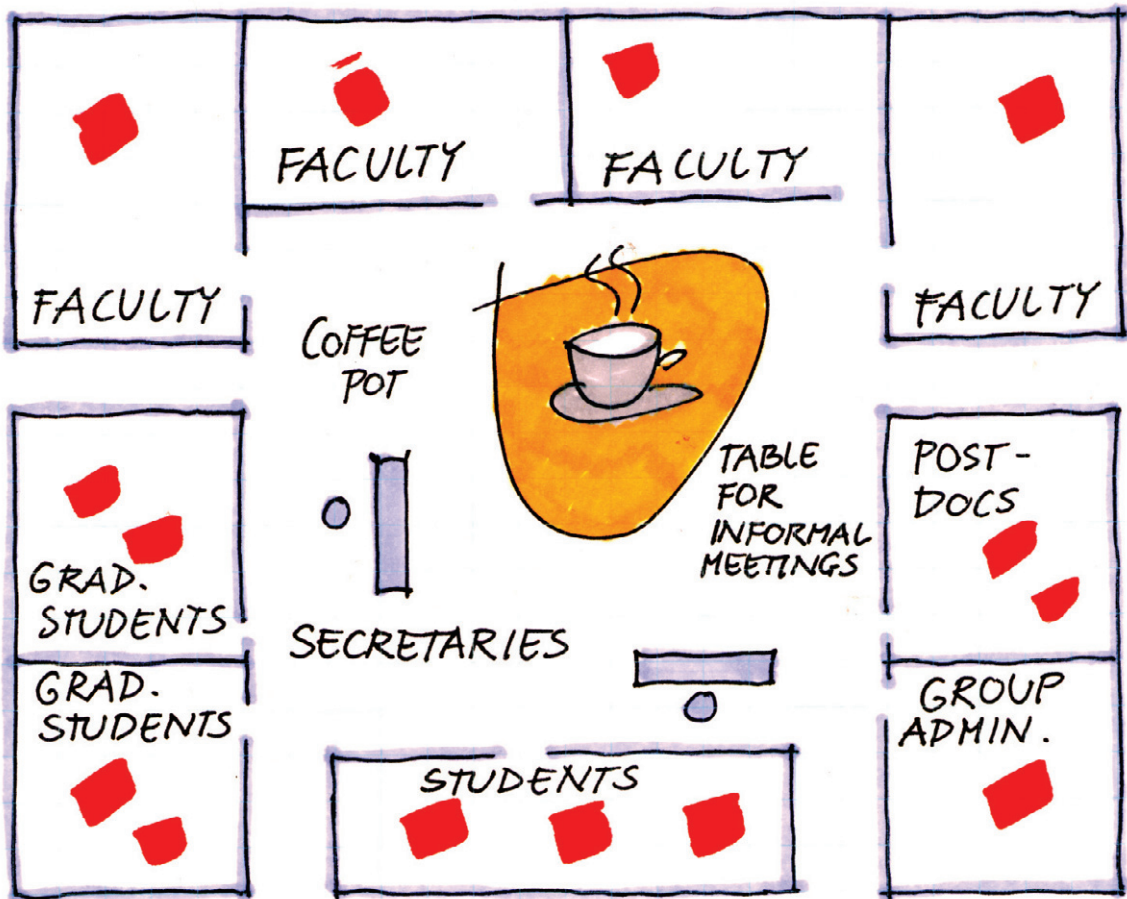 FACULTY
FACULTY
FACULTY
FACULTY
COFFEE
POT
TABLE
FOR
INFORMAL
MEETINGS
POST-
DOCS
GRAD.
STUDENTS
SECRETARIES
GRAD.
STUDENTS
GROUP
ADMIN.
STUDENTS